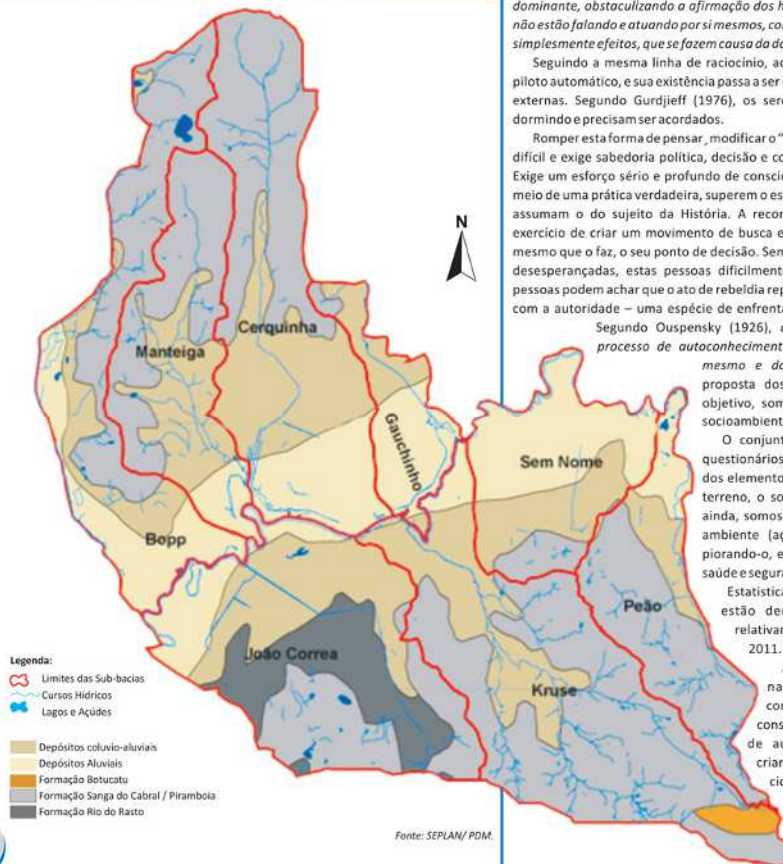 dominante, obstaculizando a afirmação dos h
não estão falando e atuando por si mesmos, co
simplesmente efeitos, que se fazem causa da do
Seguindo a mesma linha de raciocínio, ac
piloto automático, e sua existência passa a ser
externas. Segundo Gurdjieff (1976), os sere
dormindo e precisam ser acordados.
Romper esta forma de pensar, modificar o "
difícil e exige sabedoria política, decisão e co
Exige um esforço sério e profundo de conscie
meio de uma prática verdadeira, superem o es
assumam o do sujeito da História. A recon
exercício de criar um movimento de busca e
mesmo que o faz, o seu ponto de decisão. Sem
desesperançadas, estas pessoas dificilmente
pessoas podem achar que o ato de rebeldia rep
com a autoridade – uma espécie de enfrenta
Segundo Ouspensky (1926), o
processo de autoconhecimento
mesmo e do
proposta dos
objetivo, som
socioambient
O conjunt
questionários
dos elemento
terreno, o so
ainda, somos
ambiente (aç
piorando-o, e
saúde e segura
Estatística
estão der
relativar
2011.
na
con
cons
de au
criar
cio
N
Cerquinha
Manteiga
Gauchinho
Sem Nome
Bopp
Peão
João Correa
Kruse
Legenda:
Limites das Sub-bacias
Cursos Hídricos
Lagos e Açúdes
Depósitos coluvio-aluviais
Depósitos Aluviais
Formação Botucatu
Formação Sanga do Cabral / Piramboia
Formação Rio do Rasto
Fonte: SEPLAN/ PDM.